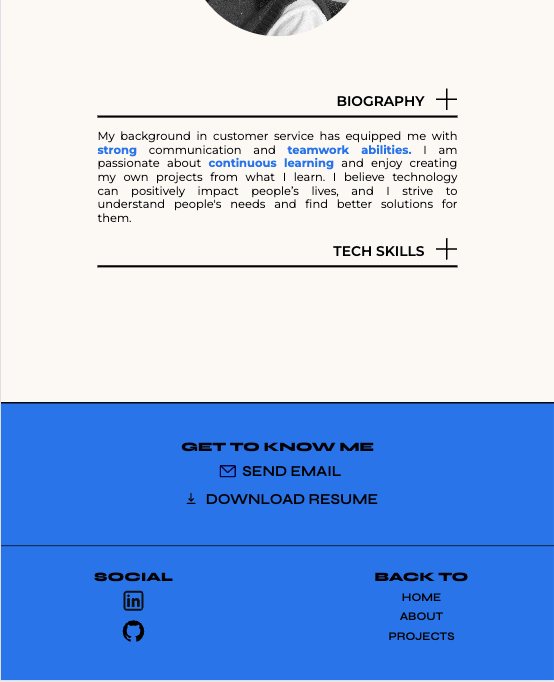 BIOGRAPHY
My background in customer service has equipped me with
strong communication and teamwork abilities. I am
passionate about continuous learning and enjoy creating
my own projects from what I learn. I believe technology
can positively impact people’s lives, and I strive to
understand people's needs and find better solutions for
them.
TECH SKILLS
GET TO KNOW ME
SEND EMAIL
DOWNLOAD RESUME
SOCIAL
in
BACK TO
HOME
ABOUT
PROJECTS